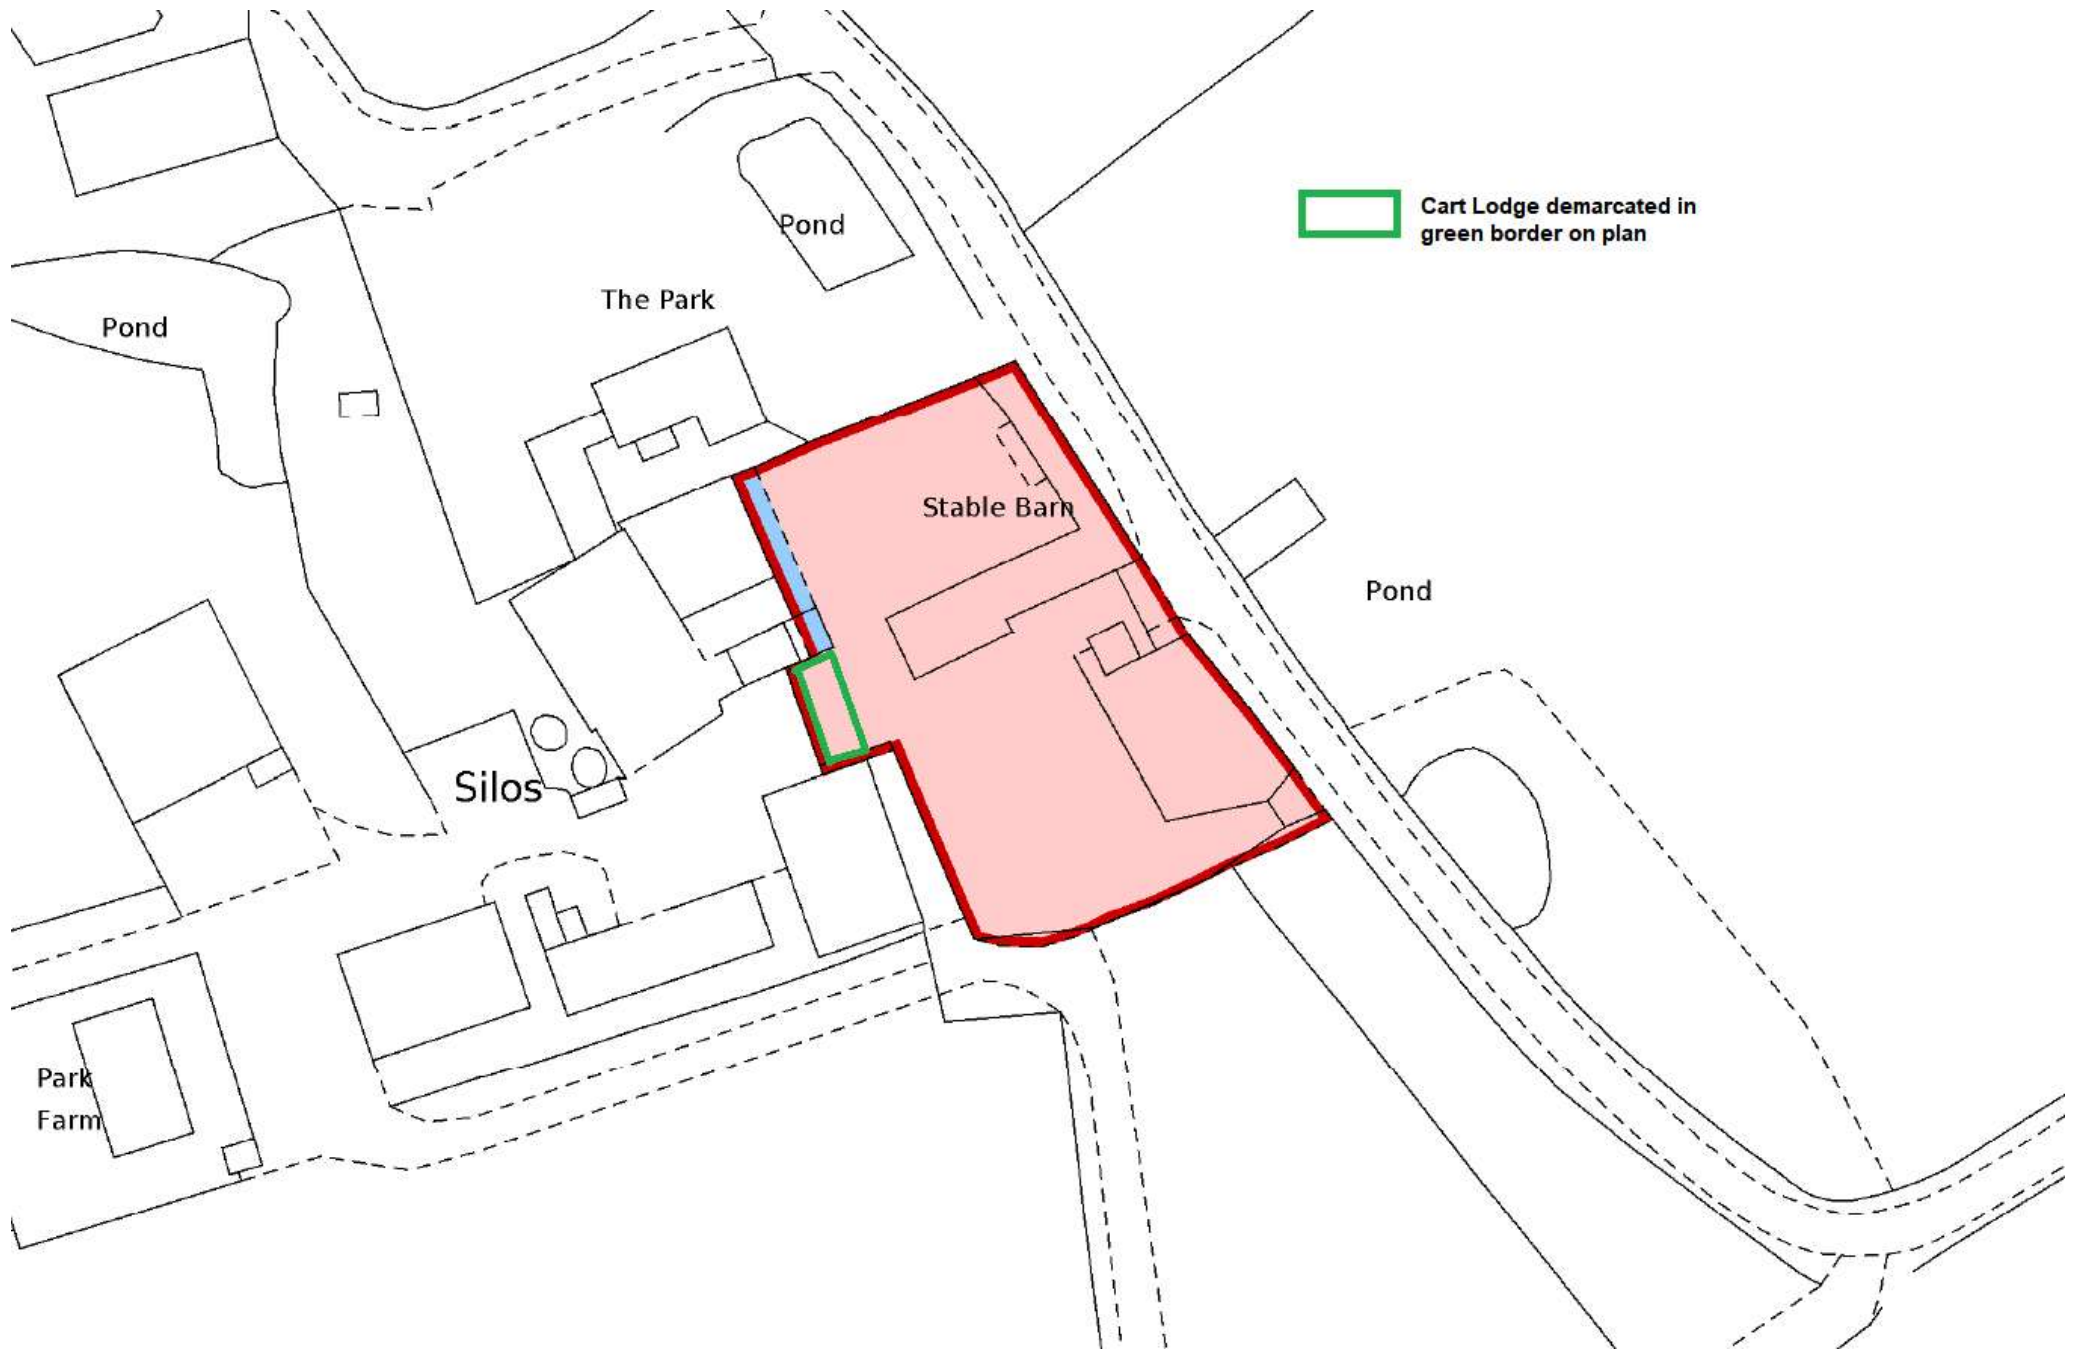 Pond
Cart Lodge demarcated in
green border on plan
The Park
Pond
Stable Barn
Pond
Silos
Park
Farm